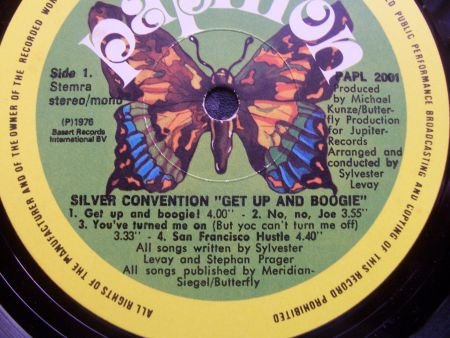 papillon
Side 1.
Stemra
stereo/mono
(P)1976
Basart Records
International BV
PAPL 2001
Produced
by Michael
Kunze/Butter-
fly Production
for Jupiter-
Records
Arranged and
conducted by
Sylvester
Levay
SILVER CONVENTION "GET UP AND BOOGIE"
1. Get up and boogie! 4.00'' - 2. No, no, Joe 3.55''
3. You've turned me on (But yoc can't turn me off)
3.33'' - 4. San Francisco Hustle 4.40''
All songs written by Sylvester
Levay and Stephan Prager
All songs published by Meridian-
Siegel/Butterfly
ALL RIGHTS OF THE MANUFACTURER AND OF THE OWNER OF THE RECORDED WOR
ED PUBLIC PERFORMANCE BROADCASTING AND COPYING OF THIS RECORD PROHIBITED